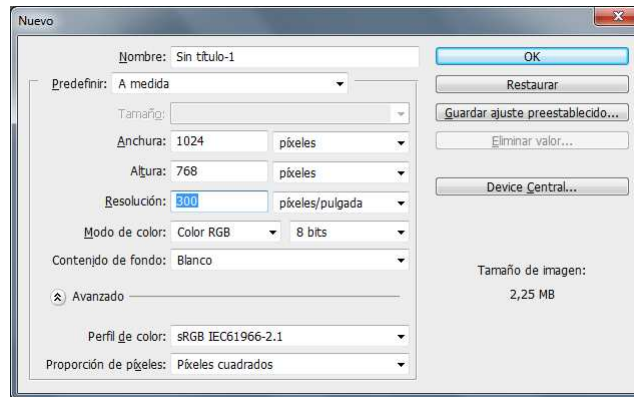 Nuevo
Nombre: Sin título-1
Predefinir: A medida
Tamaño:
Anchura: 1024 píxeles
Altura: 768 píxeles
Resolución: 300 píxeles/pulgada
Modo de color: Color RGB 8 bits
Contenido de fondo: Blanco
Avanzado
Perfil de color: sRGB IEC61966-2.1
Proporción de píxeles: Píxeles cuadrados
OK
Restaurar
Guardar ajuste preestablecido...
Eliminar valor...
Device Central...
Tamaño de imagen:
2,25 MB